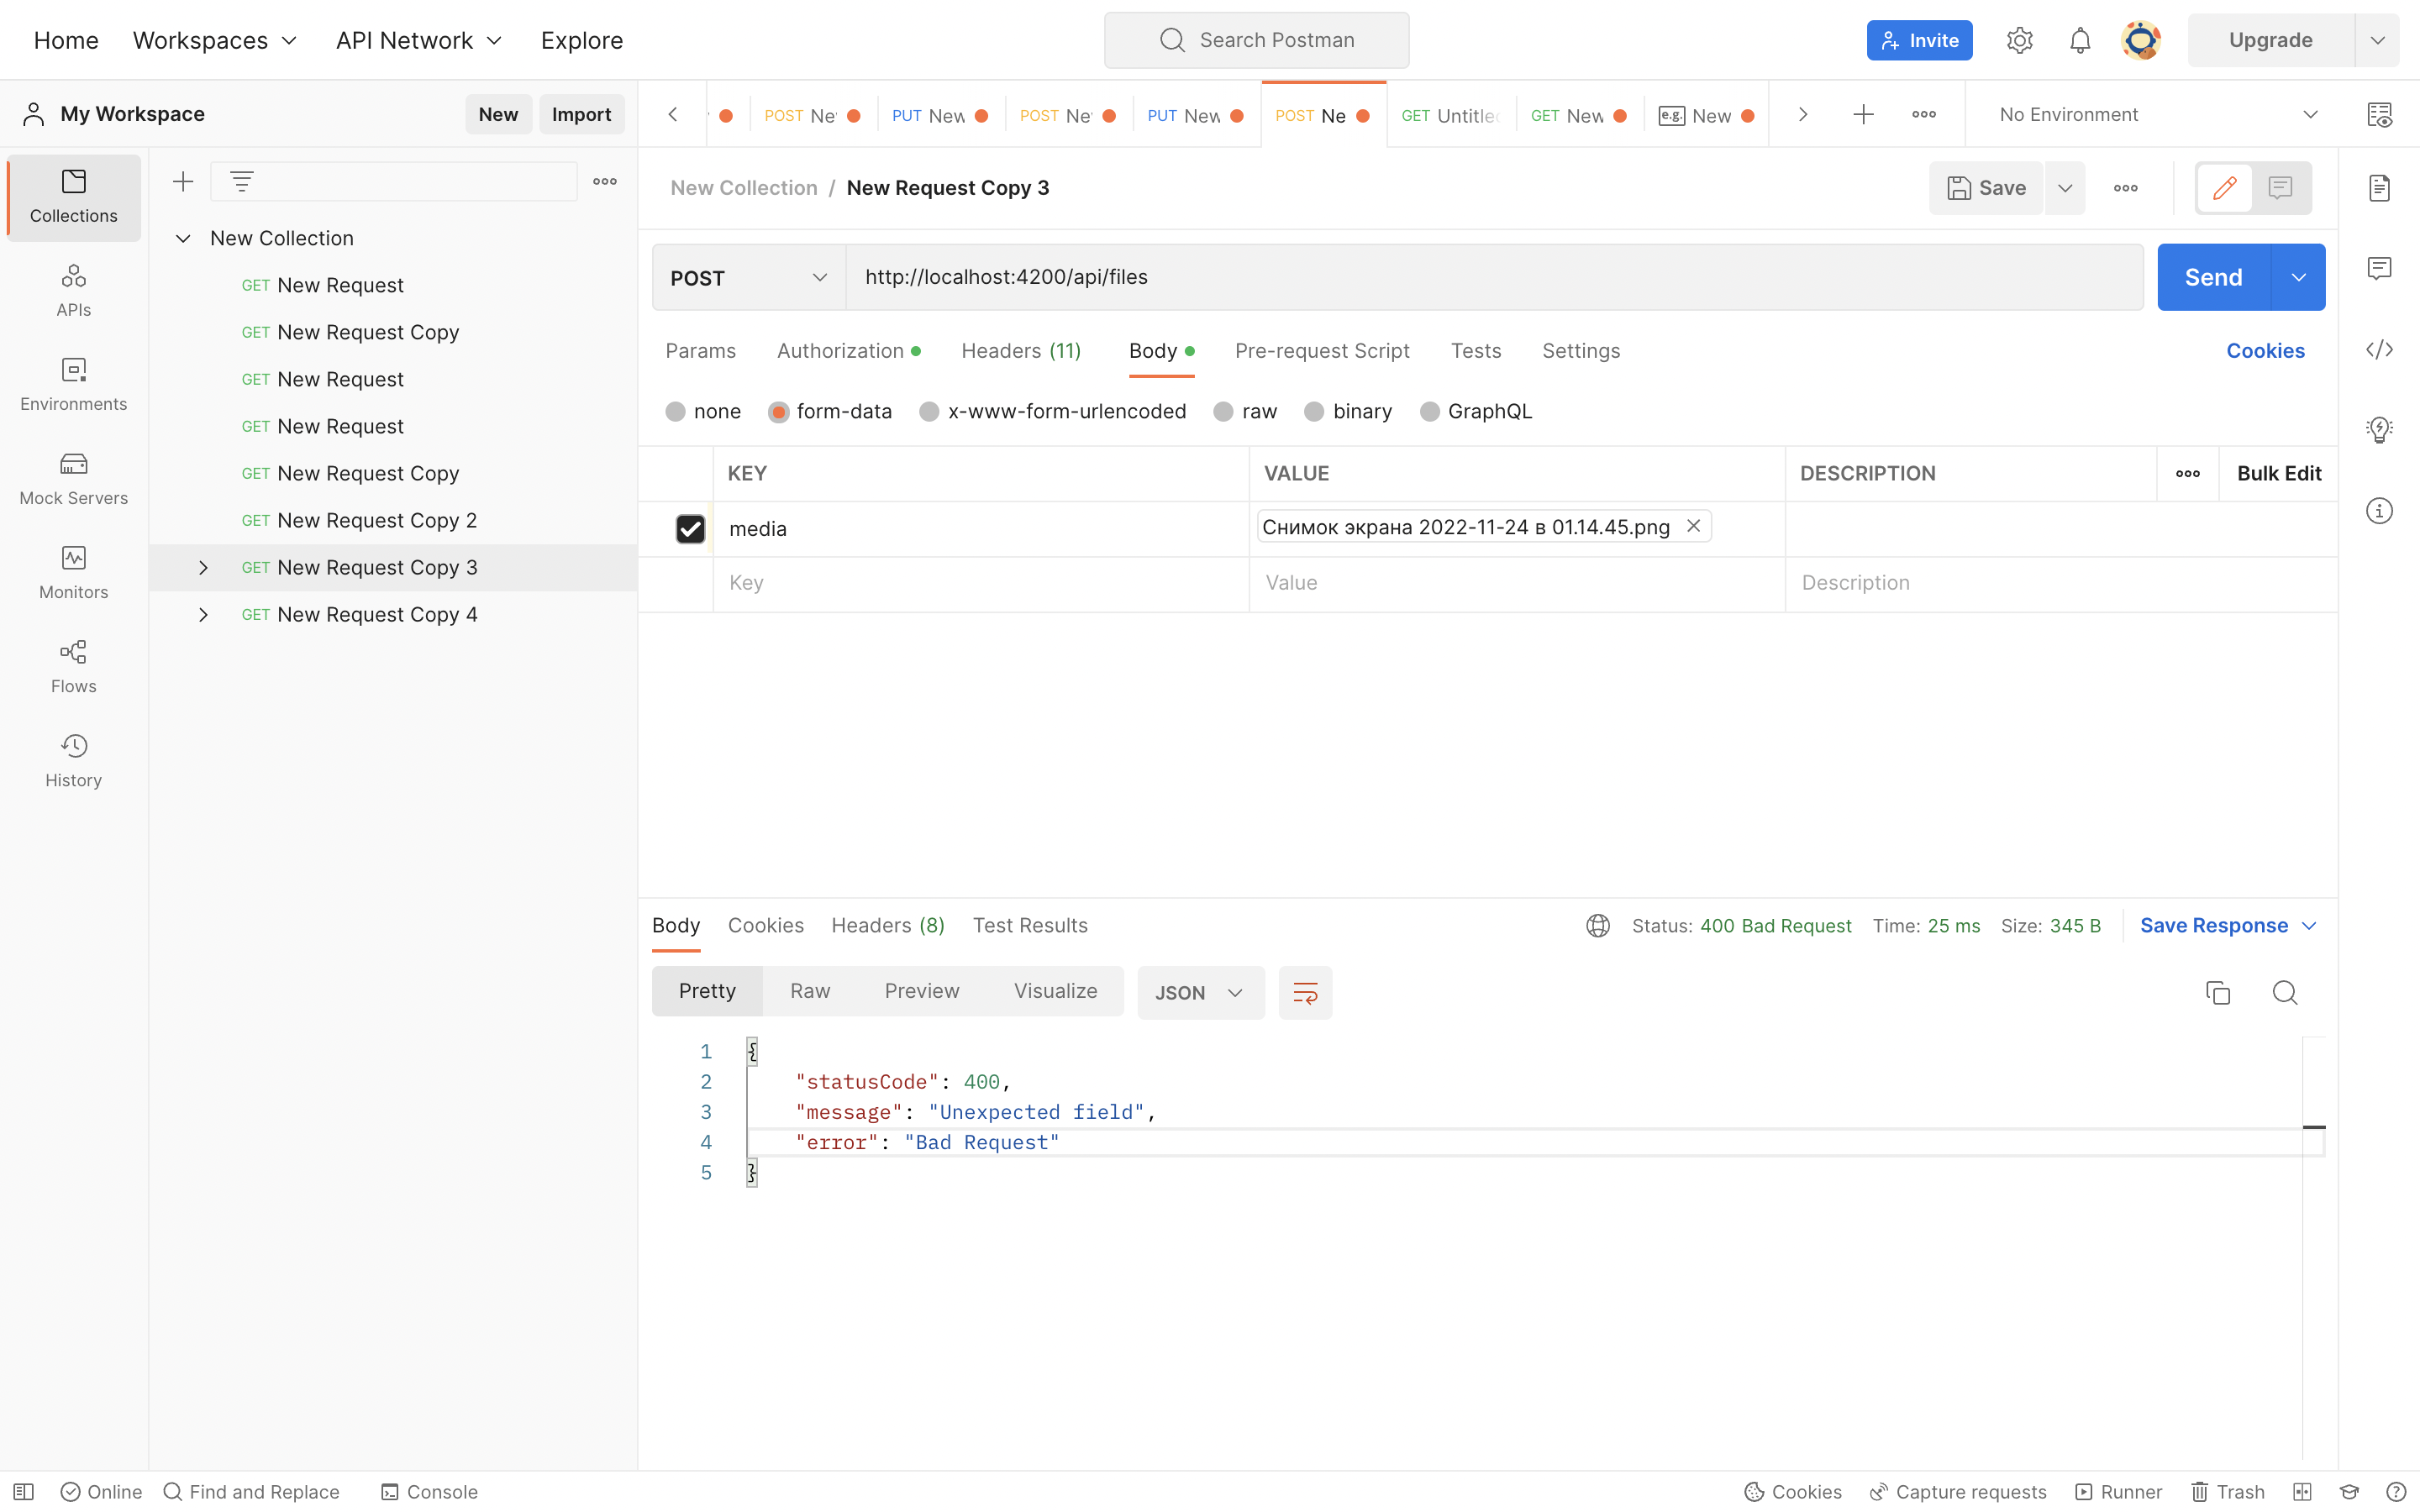 Home Workspaces API Network Explore Search Postman Invite Upgrade
My Workspace New Import
POST Ne PUT New POST Ne PUT New POST Ne GET Untitled GET New e.g. New No Environment
Collections
APIs
Environments
Mock Servers
Monitors
Flows
History
New Collection
GET New Request
GET New Request Copy
GET New Request
GET New Request
GET New Request Copy
GET New Request Copy 2
GET New Request Copy 3
GET New Request Copy 4
New Collection / New Request Copy 3 Save
POST http://localhost:4200/api/files Send
Params Authorization Headers (11) Body Pre-request Script Tests Settings Cookies
none form-data x-www-form-urlencoded raw binary GraphQL
KEY VALUE DESCRIPTION Bulk Edit
media Снимок экрана 2022-11-24 в 01.14.45.png
Key Value Description
Body Cookies Headers (8) Test Results Status: 400 Bad Request Time: 25 ms Size: 345 B Save Response
Pretty Raw Preview Visualize JSON
1 {
2 "statusCode": 400,
3 "message": "Unexpected field",
4 "error": "Bad Request"
5 }
Online Find and Replace Console Cookies Capture requests Runner Trash